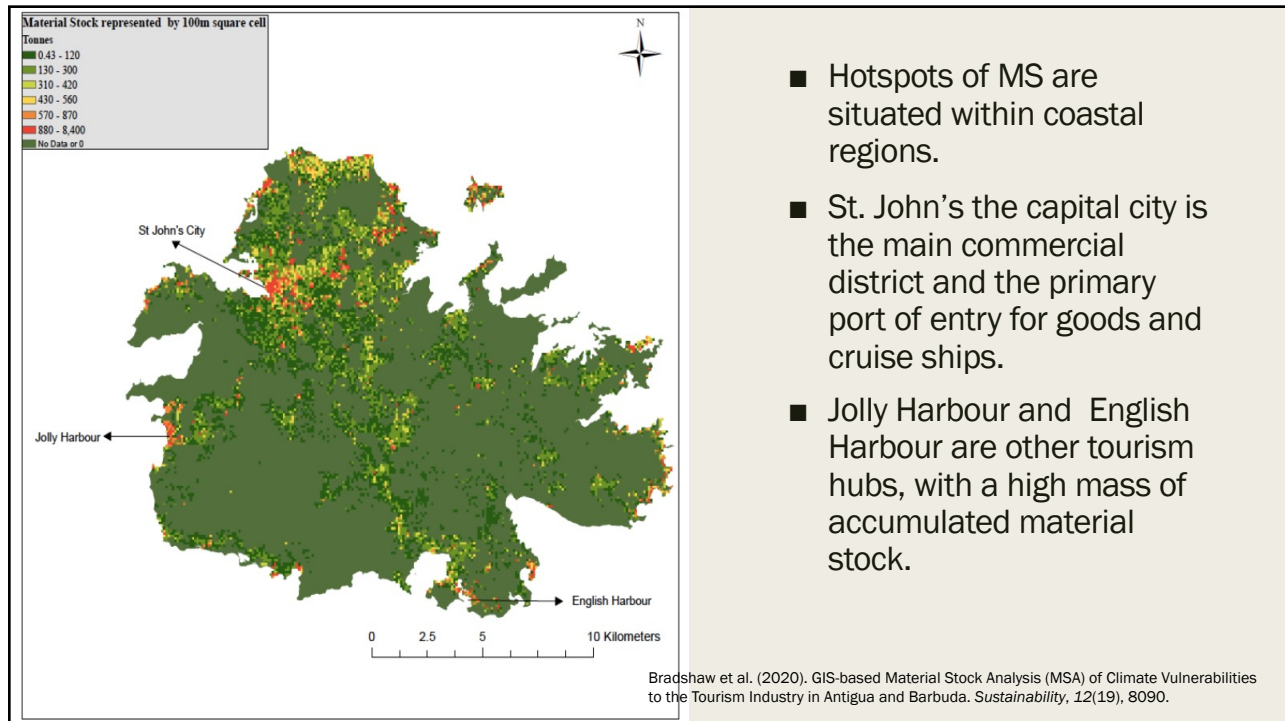 Material Stock represented by 100m square cell
Tonnes
0.43 - 120
130 - 300
310 - 420
430 - 560
570 - 870
880 - 8,400
No Data or 0
N
St John's City
Jolly Harbour
English Harbour
0 2.5 5 10 Kilometers
■ Hotspots of MS are
situated within coastal
regions.
■ St. John’s the capital city is
the main commercial
district and the primary
port of entry for goods and
cruise ships.
■ Jolly Harbour and English
Harbour are other tourism
hubs, with a high mass of
accumulated material
stock.
Bradshaw et al. (2020). GIS-based Material Stock Analysis (MSA) of Climate Vulnerabilities
to the Tourism Industry in Antigua and Barbuda. Sustainability, 12(19), 8090.